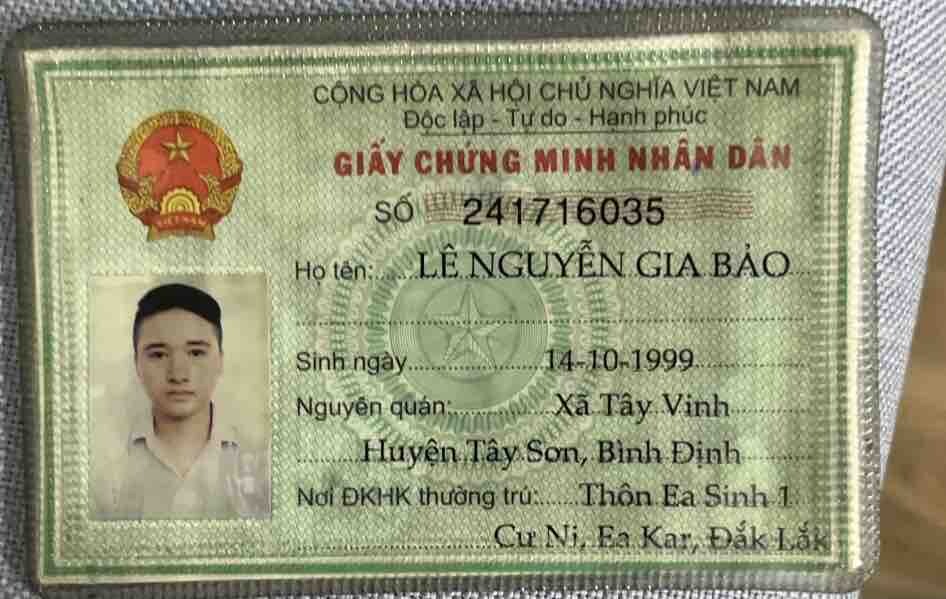 CỘNG HÒA XÃ HỘI CHỦ NGHĨA VIỆT NAM
Độc lập - Tự do - Hạnh phúc
GIẤY CHỨNG MINH NHÂN DÂN
SỐ 241716035
Họ tên: LÊ NGUYỄN GIA BẢO
Sinh ngày 14-10-1999
Nguyên quán: Xã Tây Vinh
Huyện Tây Sơn, Bình Định
Nơi ĐKHK thường trú: Thôn Ea Sinh 1
Cư Ni, Ea Kar, Đắk Lắk
VIỆT NAM